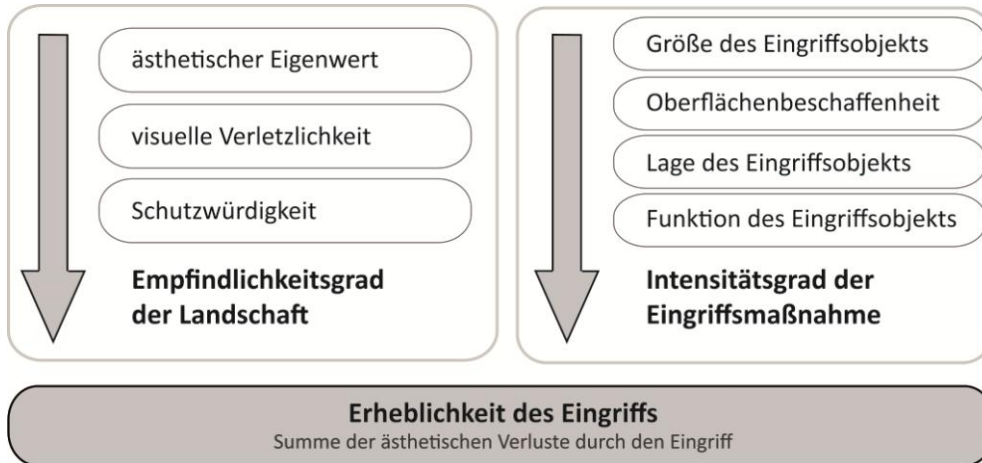 ästhetischer Eigenwert
visuelle Verletzlichkeit
Schutzwürdigkeit
Empfindlichkeitsgrad
der Landschaft
Größe des Eingriffsobjekts
Oberflächenbeschaffenheit
Lage des Eingriffsobjekts
Funktion des Eingriffsobjekts
Intensitätsgrad der
Eingriffsmaßnahme
Erheblichkeit des Eingriffs
Summe der ästhetischen Verluste durch den Eingriff